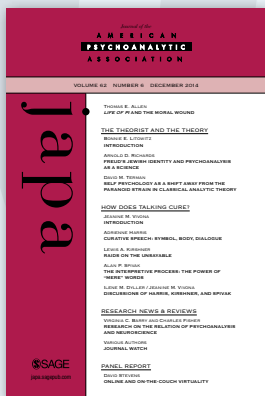 Journal of the
AMERICAN
PSYCHOANALYTIC
ASSOCIATION
VOLUME 62 NUMBER 6 DECEMBER 2014
japa
THOMAS E. ALLEN
LIFE OF PI AND THE MORAL WOUND
THE THEORIST AND THE THEORY
BONNIE E. LITOWITZ
INTRODUCTION
ARNOLD D. RICHARDS
FREUD'S JEWISH IDENTITY AND PSYCHOANALYSIS
AS A SCIENCE
DAVID M. TERMAN
SELF PSYCHOLOGY AS A SHIFT AWAY FROM THE
PARANOID STRAIN IN CLASSICAL ANALYTIC THEORY
HOW DOES TALKING CURE?
JEANINE M. VIVONA
INTRODUCTION
ADRIENNE HARRIS
CURATIVE SPEECH: SYMBOL, BODY, DIALOGUE
LEWIS A. KIRSHNER
RAIDS ON THE UNSAYABLE
ALAN P. SPIVAK
THE INTERPRETIVE PROCESS: THE POWER OF
"MERE" WORDS
ILENE M. DYLLER / JEANINE M. VIVONA
DISCUSSIONS OF HARRIS, KIRSHNER, AND SPIVAK
RESEARCH NEWS & REVIEWS
VIRGINIA C. BARRY AND CHARLES FISHER
RESEARCH ON THE RELATION OF PSYCHOANALYSIS
AND NEUROSCIENCE
VARIOUS AUTHORS
JOURNAL WATCH
PANEL REPORT
DAVID STEVENS
ONLINE AND ON-THE-COUCH VIRTUALITY
SAGE
japa.sagepub.com